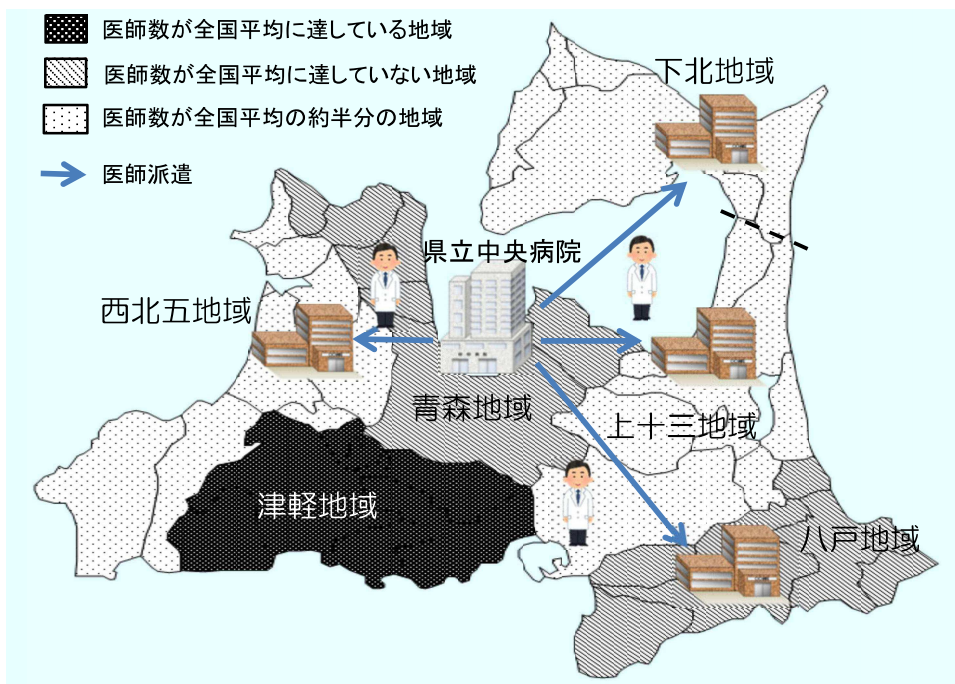 医師数が全国平均に達している地域
医師数が全国平均に達していない地域
医師数が全国平均の約半分の地域
医師派遣
下北地域
県立中央病院
西北五地域
青森地域
上十三地域
津軽地域
八戸地域